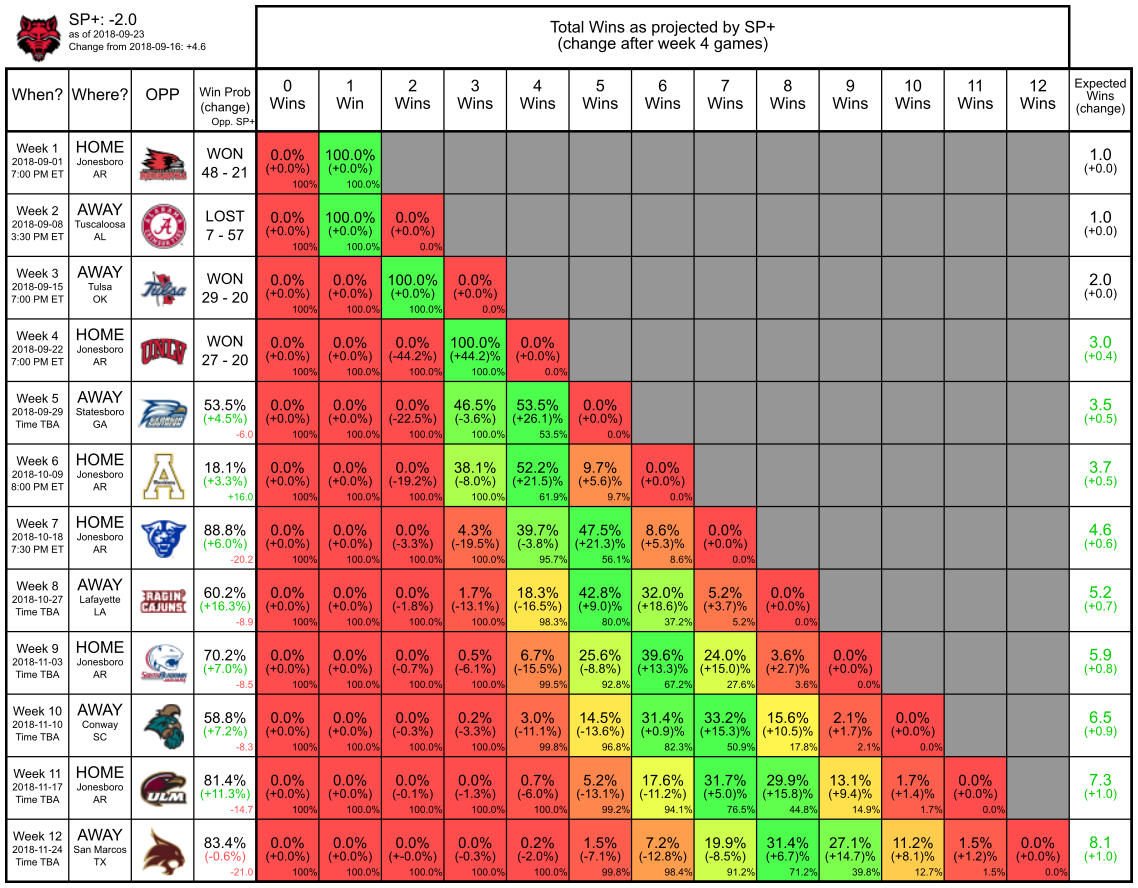 SP+: -2.0
as of 2018-09-23
Change from 2018-09-16: +4.6
Total Wins as projected by SP+
(change after week 4 games)
When? Where? OPP Win Prob (change) Opp. SP+ 0 Wins 1 Win 2 Wins 3 Wins 4 Wins 5 Wins 6 Wins 7 Wins 8 Wins 9 Wins 10 Wins 11 Wins 12 Wins Expected Wins (change)
Week 1 HOME WON 0.0% 100.0% 1.0
2018-09-01 Jonesboro 48 - 21 (+0.0%) (+0.0%) (+0.0)
7:00 PM ET AR 100% 100.0%
Week 2 AWAY LOST 0.0% 100.0% 0.0% 1.0
2018-09-08 Tuscaloosa 7 - 57 (+0.0%) (+0.0%) (+0.0%) (+0.0)
3:30 PM ET AL 100% 100.0% 0.0%
Week 3 AWAY Tulsa WON 0.0% 0.0% 100.0% 0.0% 2.0
2018-09-15 Tulsa 29 - 20 (+0.0%) (+0.0%) (+0.0%) (+0.0%) (+0.0)
7:00 PM ET OK 100% 100.0% 100.0% 0.0%
Week 4 HOME UNLV WON 0.0% 0.0% 0.0% 100.0% 0.0% 3.0
2018-09-22 Jonesboro 27 - 20 (+0.0%) (+0.0%) (-44.2%) (+44.2)% (+0.0%) (+0.4)
7:00 PM ET AR 100% 100.0% 100.0% 100.0% 0.0%
Week 5 AWAY 53.5% 0.0% 0.0% 0.0% 46.5% 53.5% 0.0% 3.5
2018-09-29 Statesboro (+4.5%) (+0.0%) (+0.0%) (-22.5%) (-3.6%) (+26.1)% (+0.0%) (+0.5)
Time TBA GA -6.0 100% 100.0% 100.0% 100.0% 53.5% 0.0%
Week 6 HOME A 18.1% 0.0% 0.0% 0.0% 38.1% 52.2% 9.7% 0.0% 3.7
2018-10-09 Jonesboro (+3.3%) (+0.0%) (+0.0%) (-19.2%) (-8.0%) (+21.5)% (+5.6)% (+0.0%) (+0.5)
8:00 PM ET AR +16.0 100% 100.0% 100.0% 100.0% 61.9% 9.7% 0.0%
Week 7 HOME 88.8% 0.0% 0.0% 0.0% 4.3% 39.7% 47.5% 8.6% 0.0% 4.6
2018-10-18 Jonesboro (+6.0%) (+0.0%) (+0.0%) (-3.3%) (-19.5%) (-3.8%) (+21.3)% (+5.3)% (+0.0%) (+0.6)
7:30 PM ET AR -20.2 100% 100.0% 100.0% 100.0% 95.7% 56.1% 8.6% 0.0%
Week 8 AWAY RAGIN' CAJUNS 60.2% 0.0% 0.0% 0.0% 1.7% 18.3% 42.8% 32.0% 5.2% 0.0% 5.2
2018-10-27 Lafayette (+16.3%) (+0.0%) (+0.0%) (-1.8%) (-13.1%) (-16.5%) (+9.0)% (+18.6)% (+3.7)% (+0.0%) (+0.7)
Time TBA LA -8.9 100% 100.0% 100.0% 100.0% 98.3% 80.0% 37.2% 5.2% 0.0%
Week 9 HOME 70.2% 0.0% 0.0% 0.0% 0.5% 6.7% 25.6% 39.6% 24.0% 3.6% 0.0% 5.9
2018-11-03 Jonesboro (+7.0%) (+0.0%) (+0.0%) (-0.7%) (-6.1%) (-15.5%) (-8.8%) (+13.3)% (+15.0)% (+2.7)% (+0.0%) (+0.8)
Time TBA AR -8.5 100% 100.0% 100.0% 100.0% 99.5% 92.8% 67.2% 27.6% 3.6% 0.0%
Week 10 AWAY 58.8% 0.0% 0.0% 0.0% 0.2% 3.0% 14.5% 31.4% 33.2% 15.6% 2.1% 0.0% 6.5
2018-11-10 Conway (+7.2%) (+0.0%) (+0.0%) (-0.3%) (-3.3%) (-11.1%) (-13.6%) (+0.9)% (+15.3)% (+10.5)% (+1.7)% (+0.0%) (+0.9)
Time TBA SC -8.3 100% 100.0% 100.0% 100.0% 99.8% 96.8% 82.3% 50.9% 17.8% 2.1% 0.0%
Week 11 HOME ULM 81.4% 0.0% 0.0% 0.0% 0.0% 0.7% 5.2% 17.6% 31.7% 29.9% 13.1% 1.7% 0.0% 7.3
2018-11-17 Jonesboro (+11.3%) (+0.0%) (+0.0%) (-0.1%) (-1.3%) (-6.0%) (-13.1%) (-11.2%) (+5.0)% (+15.8)% (+9.4)% (+1.4)% (+0.0%) (+1.0)
Time TBA AR -14.7 100% 100.0% 100.0% 100.0% 100.0% 99.2% 94.1% 76.5% 44.8% 14.9% 1.7% 0.0%
Week 12 AWAY 83.4% 0.0% 0.0% 0.0% 0.0% 0.2% 1.5% 7.2% 19.9% 31.4% 27.1% 11.2% 1.5% 0.0% 8.1
2018-11-24 San Marcos (-0.6%) (+0.0%) (+0.0%) (+-0.0%) (-0.3%) (-2.0%) (-7.1%) (-12.8%) (-8.5%) (+6.7)% (+14.7)% (+8.1)% (+1.2)% (+0.0%) (+1.0)
Time TBA TX -21.0 100% 100.0% 100.0% 100.0% 100.0% 99.8% 98.4% 91.2% 71.2% 39.8% 12.7% 1.5% 0.0%